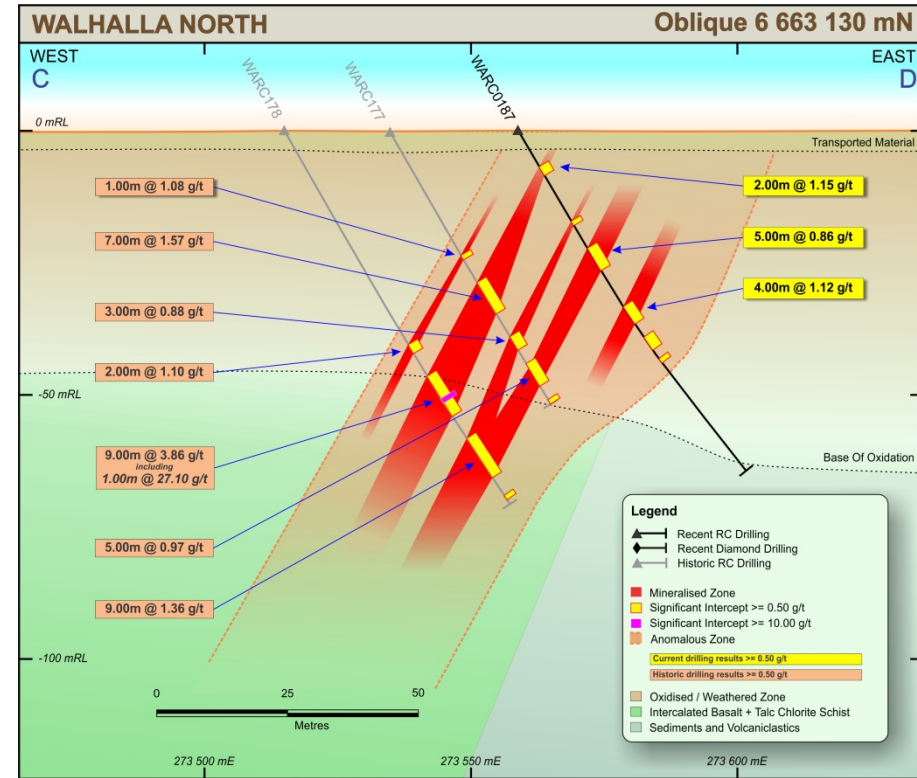 WALHALLA NORTH
Oblique 6 663 130 mN
WEST
EAST
C
D
WARC178
WARC177
WARC0187
0 mRL
Transported Material
1.00m @ 1.08 g/t
2.00m @ 1.15 g/t
7.00m @ 1.57 g/t
5.00m @ 0.86 g/t
4.00m @ 1.12 g/t
3.00m @ 0.88 g/t
2.00m @ 1.10 g/t
-50 mRL
9.00m @ 3.86 g/t
including
1.00m @ 27.10 g/t
Base Of Oxidation
5.00m @ 0.97 g/t
9.00m @ 1.36 g/t
Legend
Recent RC Drilling
Recent Diamond Drilling
Historic RC Drilling
Mineralised Zone
Significant Intercept >= 0.50 g/t
Significant Intercept >= 10.00 g/t
Anomalous Zone
Current drilling results >= 0.50 g/t
Historic drilling results >= 0.50 g/t
Oxidised / Weathered Zone
Intercalated Basalt + Talc Chlorite Schist
Sediments and Volcaniclastics
-100 mRL
0 25 50
Metres
273 500 mE
273 550 mE
273 600 mE